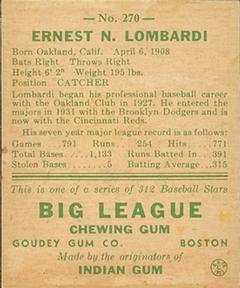 No. 270
ERNEST N. LOMBARDI
Born Oakland, Calif. April 6, 1908
Bats Right Throws Right
Height 6' 2" Weight 195 lbs.
Position CATCHER
Lombardi began his professional baseball career
with the Oakland Club in 1927. He entered the
majors in 1931 with the Brooklyn Dodgers and is
now with the Cincinnati Reds.
His seven year major league record is as follows:
Games 791 Runs 254 Hits 771
Total Bases 1,133 Runs Batted In 391
Stolen Bases 5 Batting Average .315
This is one of a series of 312 Baseball Stars
BIG LEAGUE
CHEWING GUM
GOUDEY GUM CO. BOSTON
Made by the originators of
INDIAN GUM